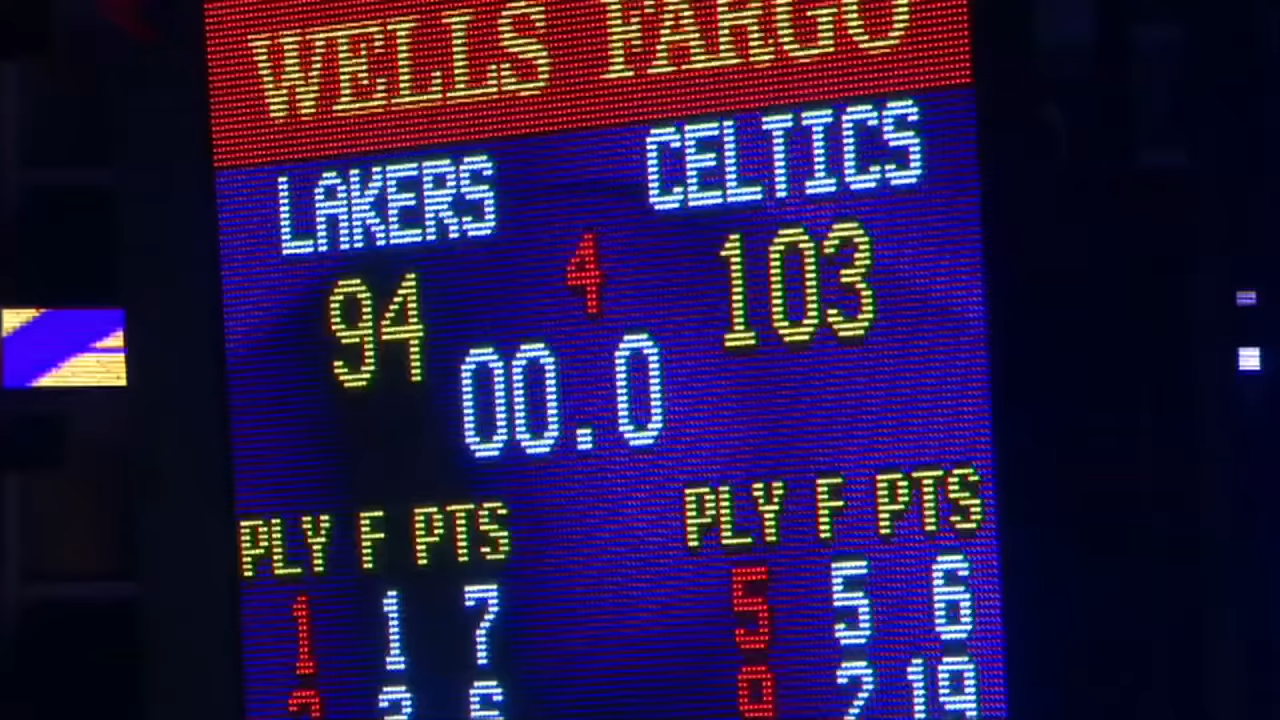 WELLS FARGO
LAKERS CELTICS
94 4 103
00.0
PLY F PTS PLY F PTS
1 1 7 5 5 6
19